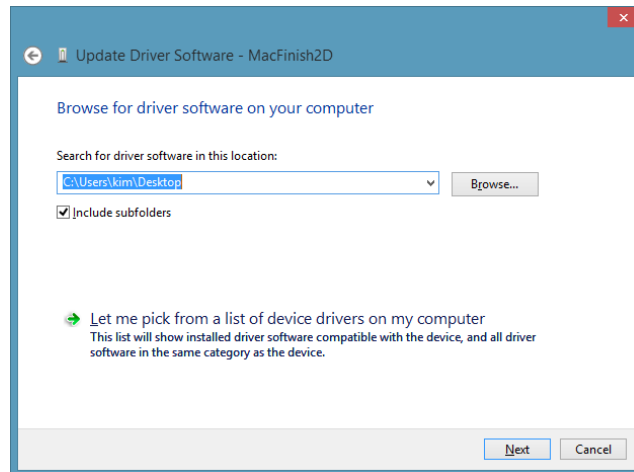 Update Driver Software - MacFinish2D
Browse for driver software on your computer
Search for driver software in this location:
C:\Users\kim\Desktop
Browse...
Include subfolders
Let me pick from a list of device drivers on my computer
This list will show installed driver software compatible with the device, and all driver
software in the same category as the device.
Next
Cancel